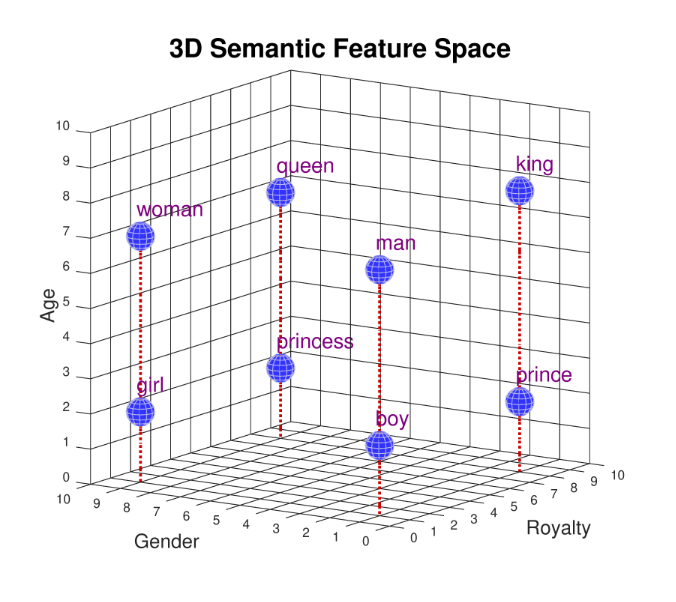 3D Semantic Feature Space
10
9
8
7
6
5
4
3
2
1
0
Age
queen
king
woman
man
princess
prince
girl
boy
10
9
8
7
6
5
4
3
2
1
0
Gender
0
1
2
3
4
5
6
7
8
9
10
Royalty